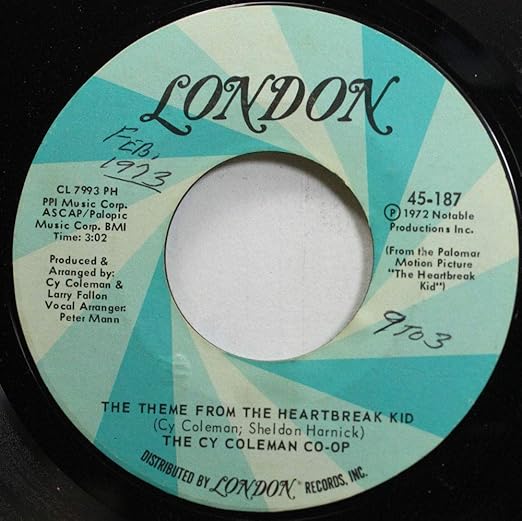 LONDON
FEB.
1973
CL 7993 PH
PPI Music Corp.
ASCAP/Palopic
Music Corp. BMI
Time: 3:02
Produced &
Arranged by:
Cy Coleman &
Larry Fallon
Vocal Arranger:
Peter Mann
45-187
Ⓟ 1972 Notable
Productions Inc.
(From the Palomar
Motion Picture
"The Heartbreak
Kid")
9 TO 3
THE THEME FROM THE HEARTBREAK KID
(Cy Coleman; Sheldon Harnick)
THE CY COLEMAN CO-OP
DISTRIBUTED BY LONDON® RECORDS, INC.